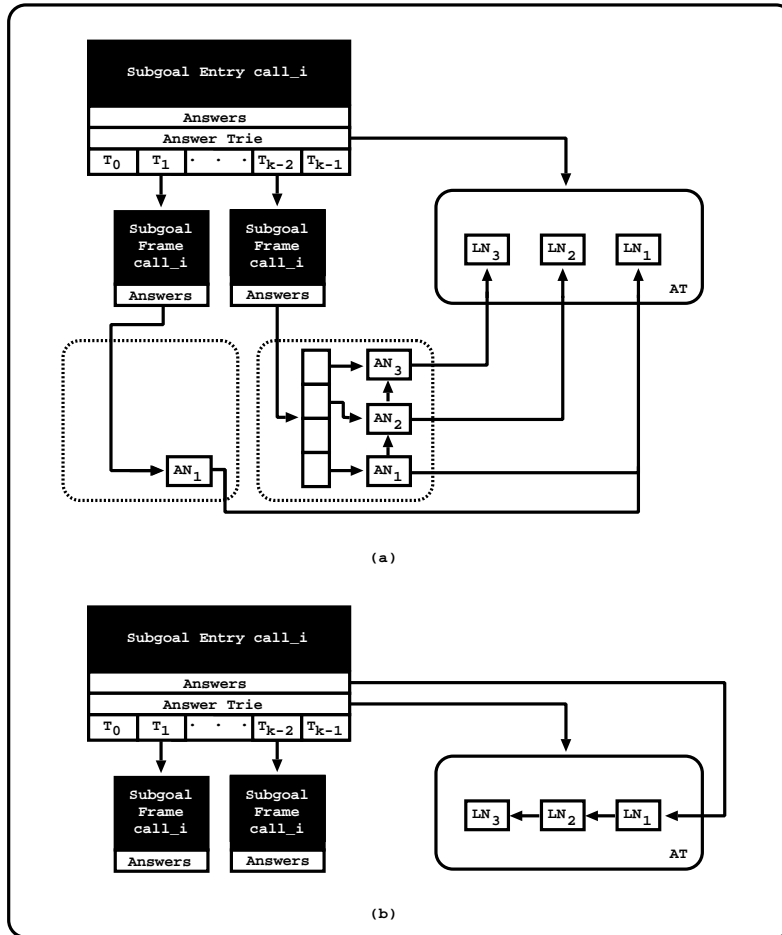 Subgoal Entry call_i
Answers
Answer Trie
T0 T1 . . . Tk-2 Tk-1
Subgoal Frame call_i
Answers
Subgoal Frame call_i
Answers
LN3 LN2 LN1
AT
AN3
AN2
AN1
AN1
(a)
Subgoal Entry call_i
Answers
Answer Trie
T0 T1 . . . Tk-2 Tk-1
Subgoal Frame call_i
Answers
Subgoal Frame call_i
Answers
LN3 LN2 LN1
AT
(b)